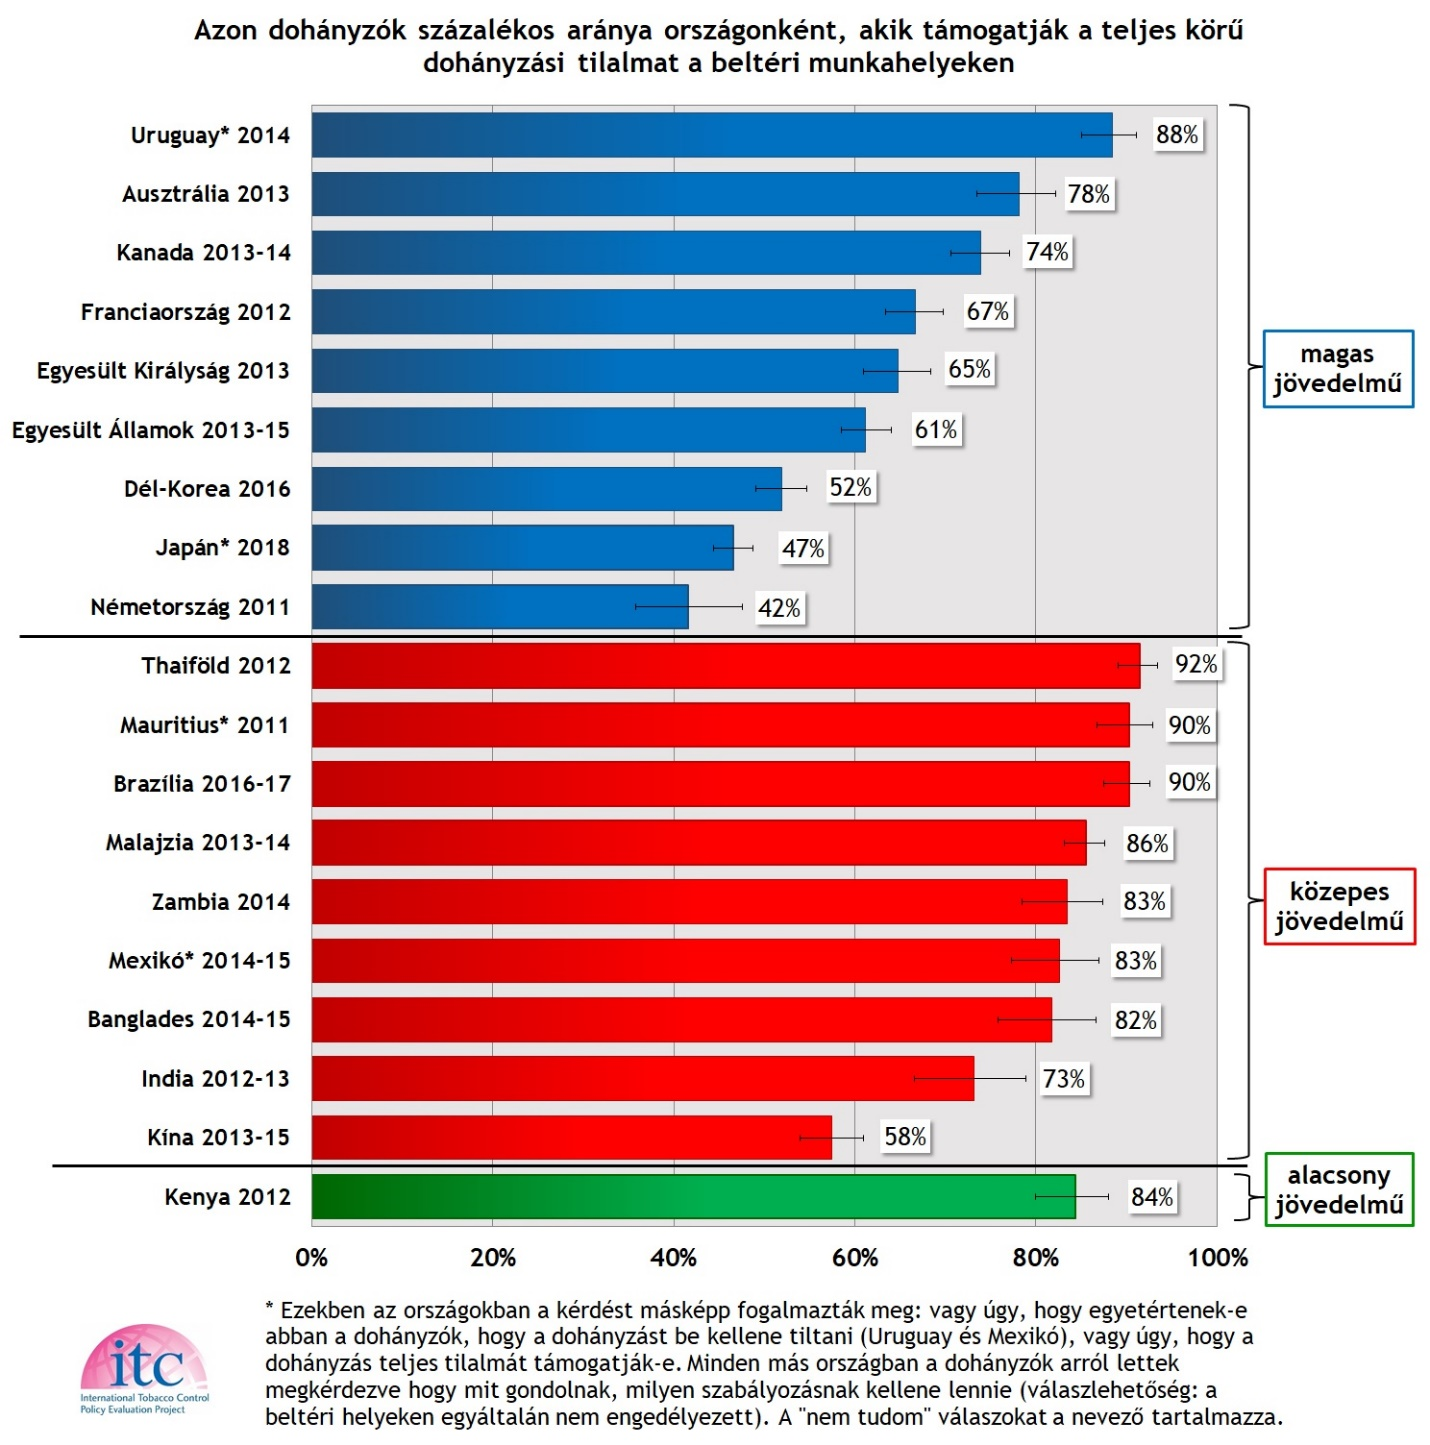 Azon dohányzók százalékos aránya országonként, akik támogatják a teljes körű
dohányzási tilalmat a beltéri munkahelyeken
Uruguay* 2014 88%
Ausztrália 2013 78%
Kanada 2013-14 74%
Franciaország 2012 67%
Egyesült Királyság 2013 65%
Egyesült Államok 2013-15 61%
Dél-Korea 2016 52%
Japán* 2018 47%
Németország 2011 42%
magas
jövedelmű
Thaiföld 2012 92%
Mauritius* 2011 90%
Brazília 2016-17 90%
Malajzia 2013-14 86%
Zambia 2014 83%
Mexikó* 2014-15 83%
Banglades 2014-15 82%
India 2012-13 73%
Kína 2013-15 58%
közepes
jövedelmű
Kenya 2012 84%
alacsony
jövedelmű
0% 20% 40% 60% 80% 100%
* Ezekben az országokban a kérdést másképp fogalmazták meg: vagy úgy, hogy egyetértenek-e
abban a dohányzók, hogy a dohányzást be kellene tiltani (Uruguay és Mexikó), vagy úgy, hogy a
dohányzás teljes tilalmát támogatják-e. Minden más országban a dohányzók arról lettek
megkérdezve hogy mit gondolnak, milyen szabályozásnak kellene lennie (válaszlehetőség: a
beltéri helyeken egyáltalán nem engedélyezett). A "nem tudom" válaszokat a nevező tartalmazza.
itc
International Tobacco Control
Policy Evaluation Project